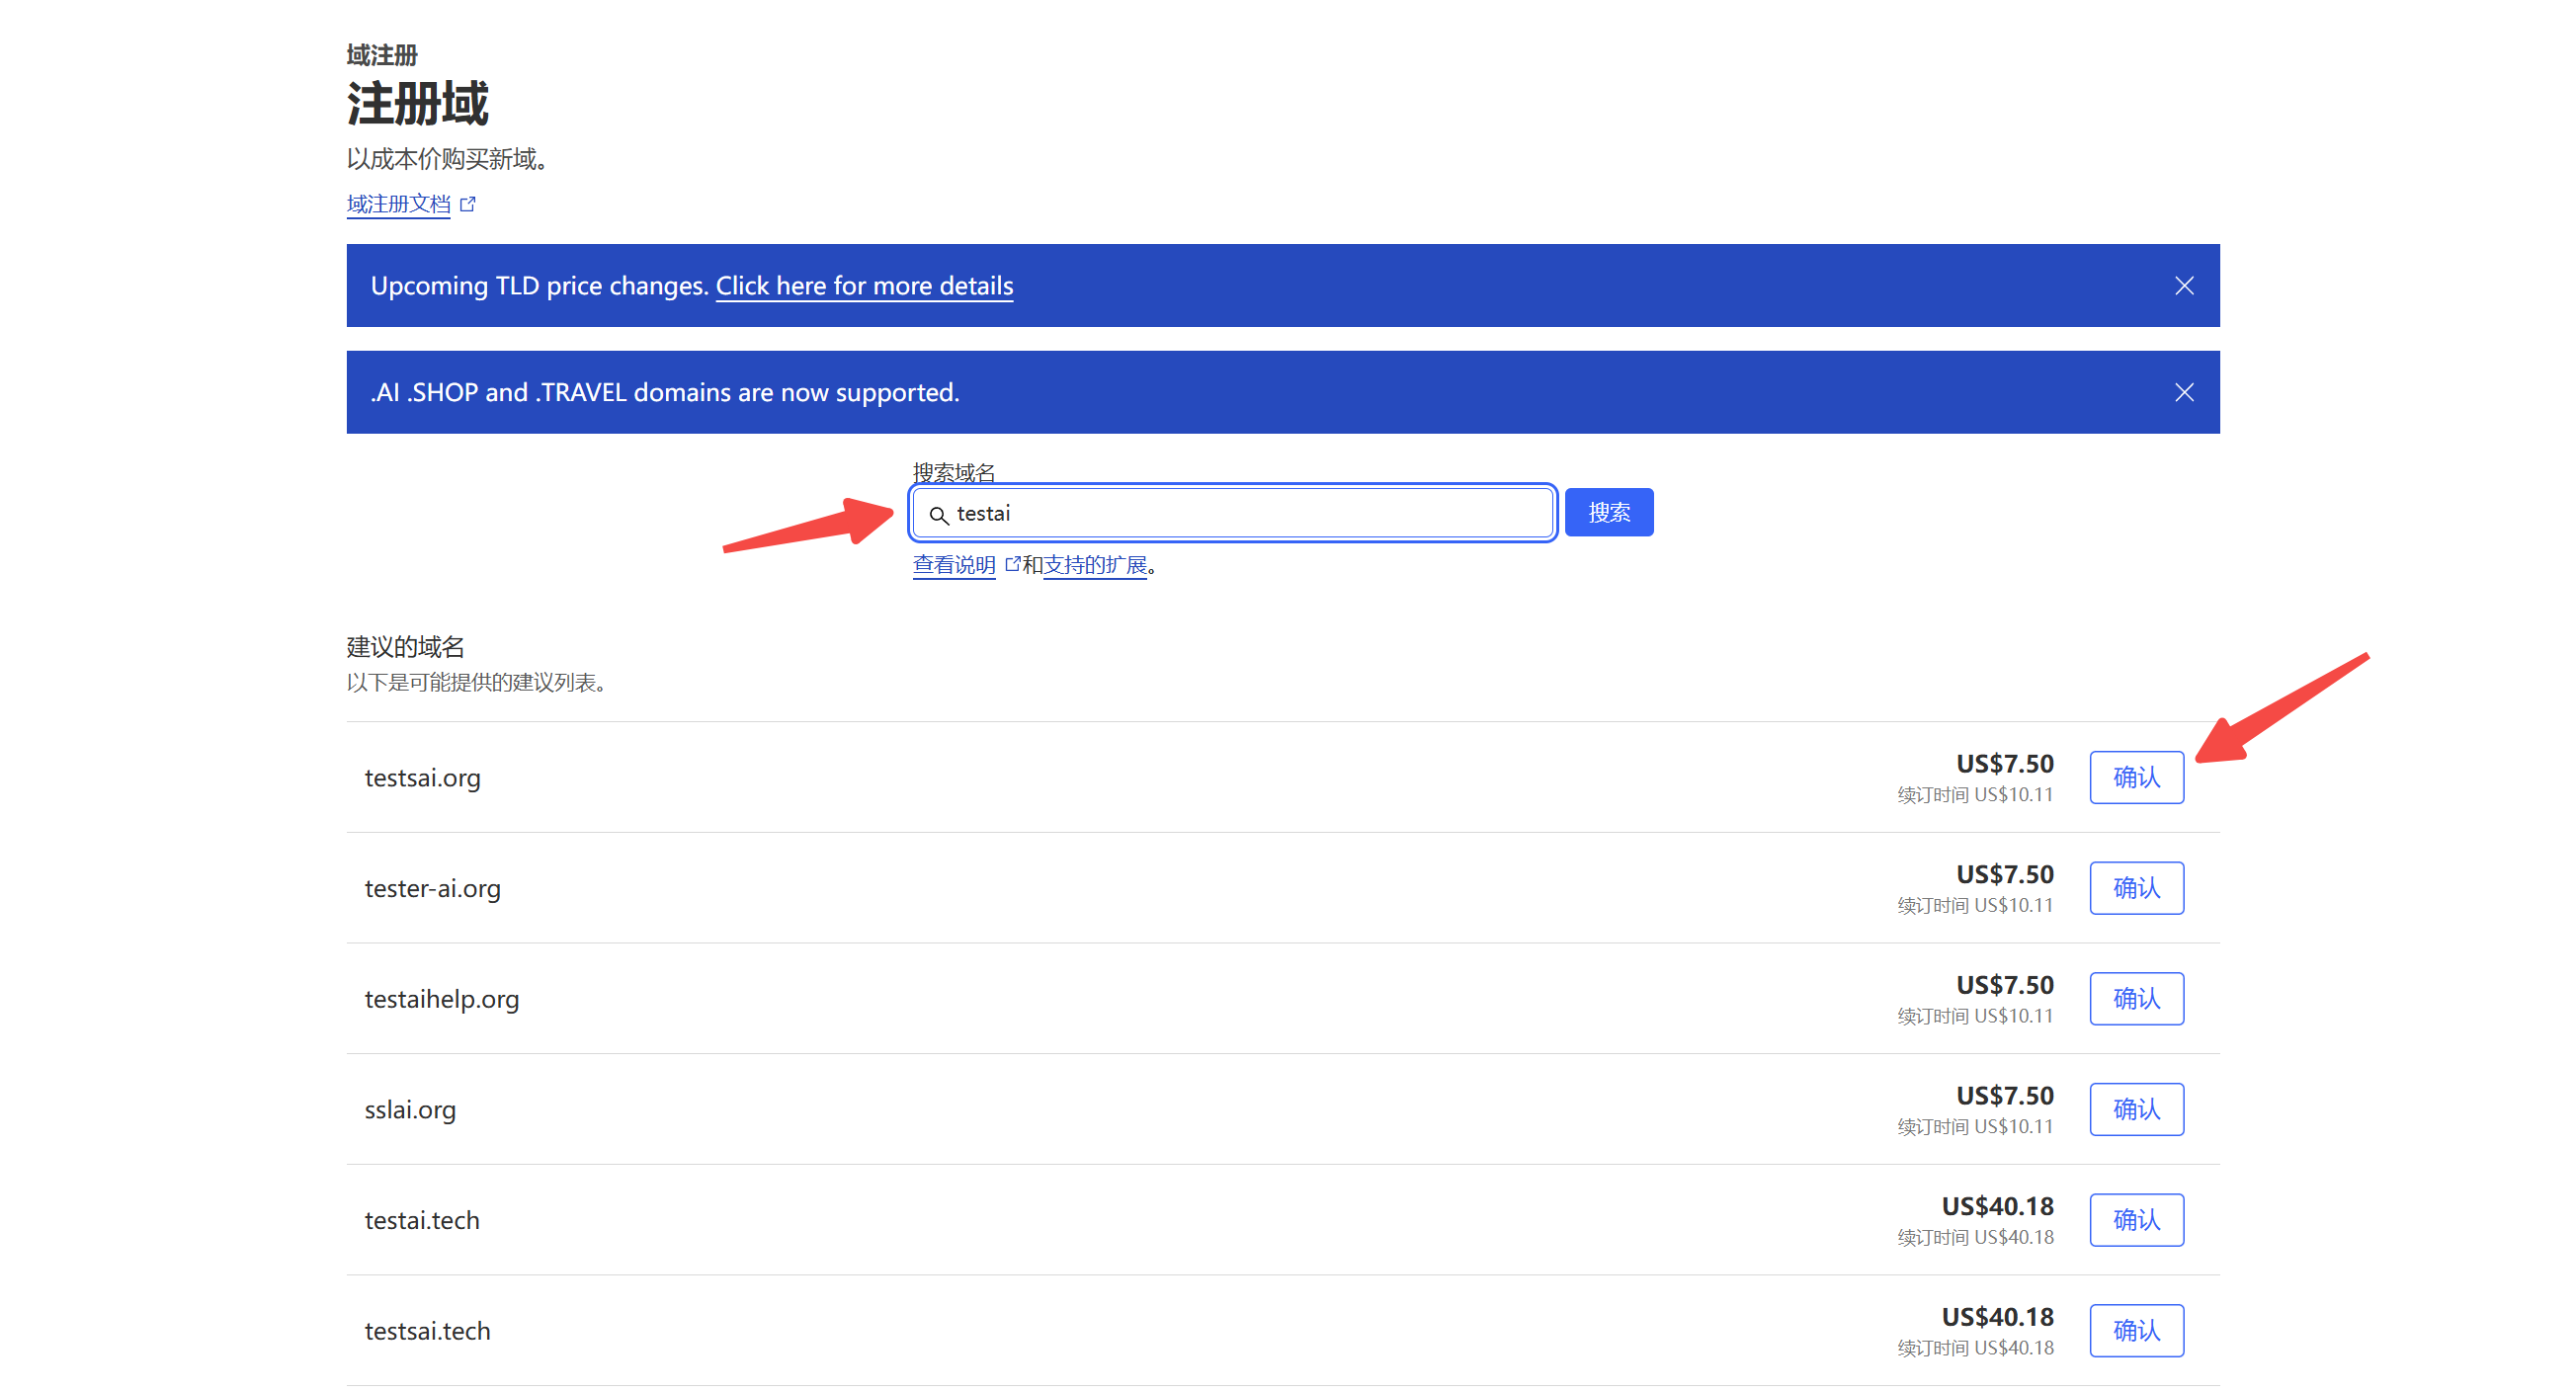 域注册
注册域
以成本价购买新域。
域注册文档
Upcoming TLD price changes. Click here for more details
.AI .SHOP and .TRAVEL domains are now supported.
搜索域名
testai
搜索
查看说明和支持的扩展。
建议的域名
以下是可能提供的建议列表。
testsai.org
US$7.50
续订时间 US$10.11
确认
tester-ai.org
US$7.50
续订时间 US$10.11
确认
testaihelp.org
US$7.50
续订时间 US$10.11
确认
sslai.org
US$7.50
续订时间 US$10.11
确认
testai.tech
US$40.18
续订时间 US$40.18
确认
testsai.tech
US$40.18
续订时间 US$40.18
确认